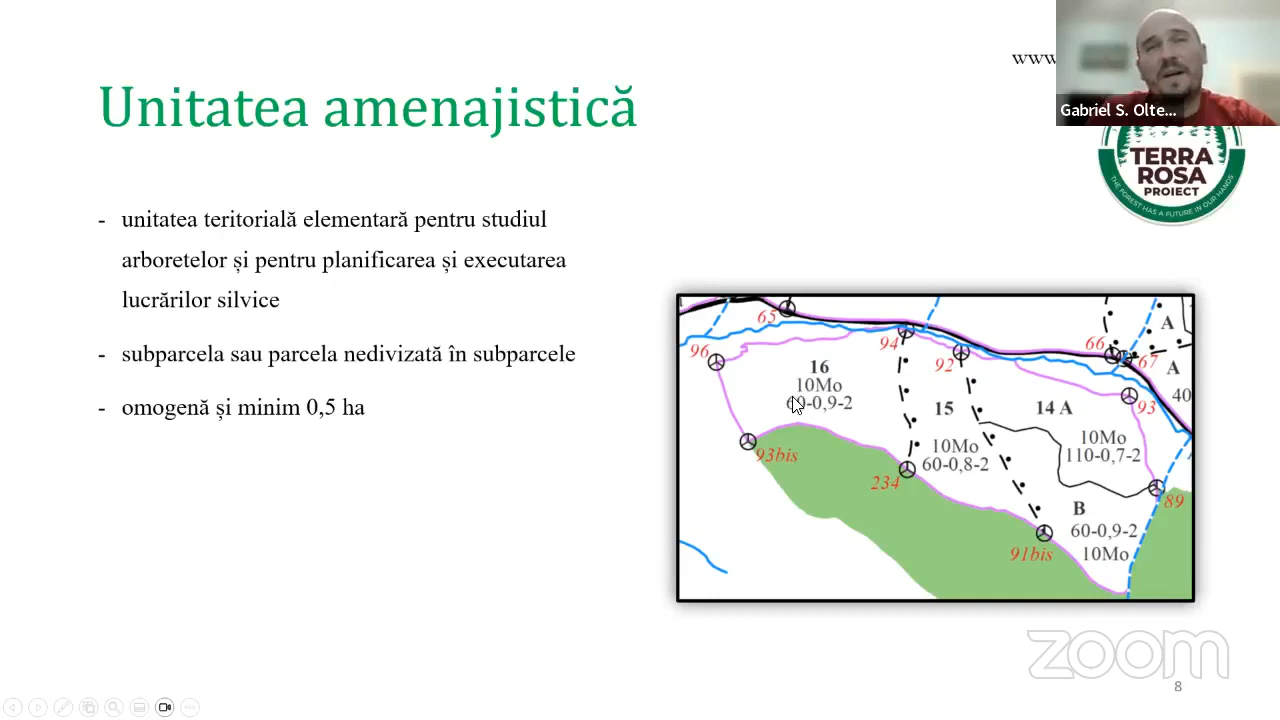 www.
Gabriel S. Olte...
Unitatea amenajistică
TERRA
ROSA
PROIECT
THE FOREST HAS A FUTURE IN OUR HANDS
- unitatea teritorială elementară pentru studiul
arboretelor și pentru planificarea și executarea
lucrărilor silvice
- subparcela sau parcela nedivizată în subparcele
- omogenă și minim 0,5 ha
65
96
94
92
66
67
A
A
40
93
16
10Mo
60-0,9-2
15
10Mo
60-0,8-2
14 A
10Mo
110-0,7-2
93bis
234
91bis
89
B
60-0,9-2
10Mo
zoom
8